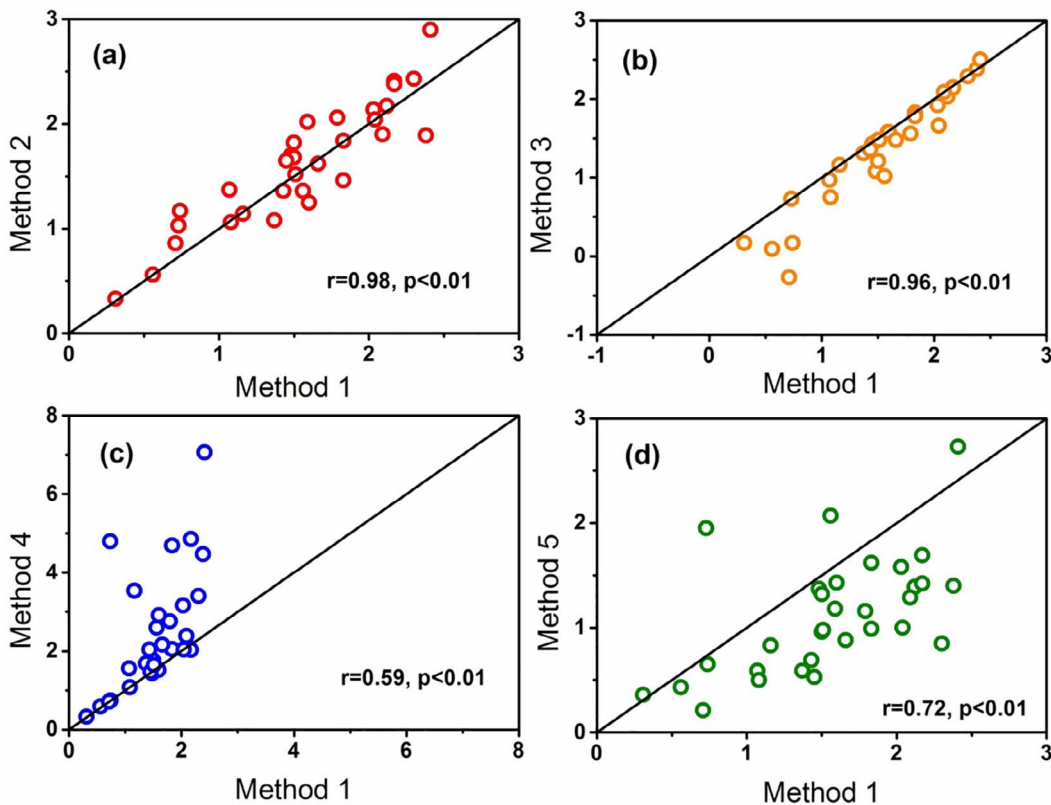 (a)
Method 2
3
2
1
0
r=0.98, p<0.01
0 1 2 3
Method 1
(b)
Method 3
3
2
1
0
-1
r=0.96, p<0.01
-1 0 1 2 3
Method 1
(c)
Method 4
8
6
4
2
0
r=0.59, p<0.01
0 2 4 6 8
Method 1
(d)
Method 5
3
2
1
0
r=0.72, p<0.01
0 1 2 3
Method 1